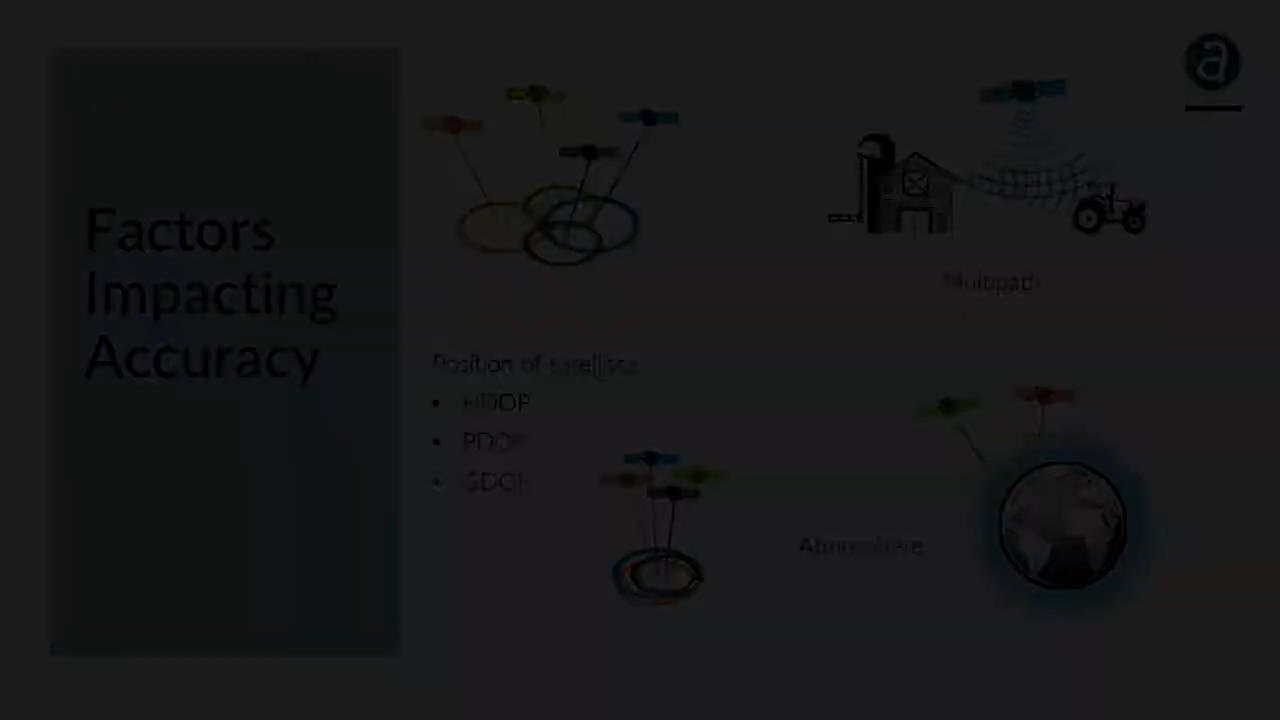 a
Factors
Impacting
Accuracy
Multipath
Position of satellites
• HDOP
• PDOP
• GDOP
Atmosphere